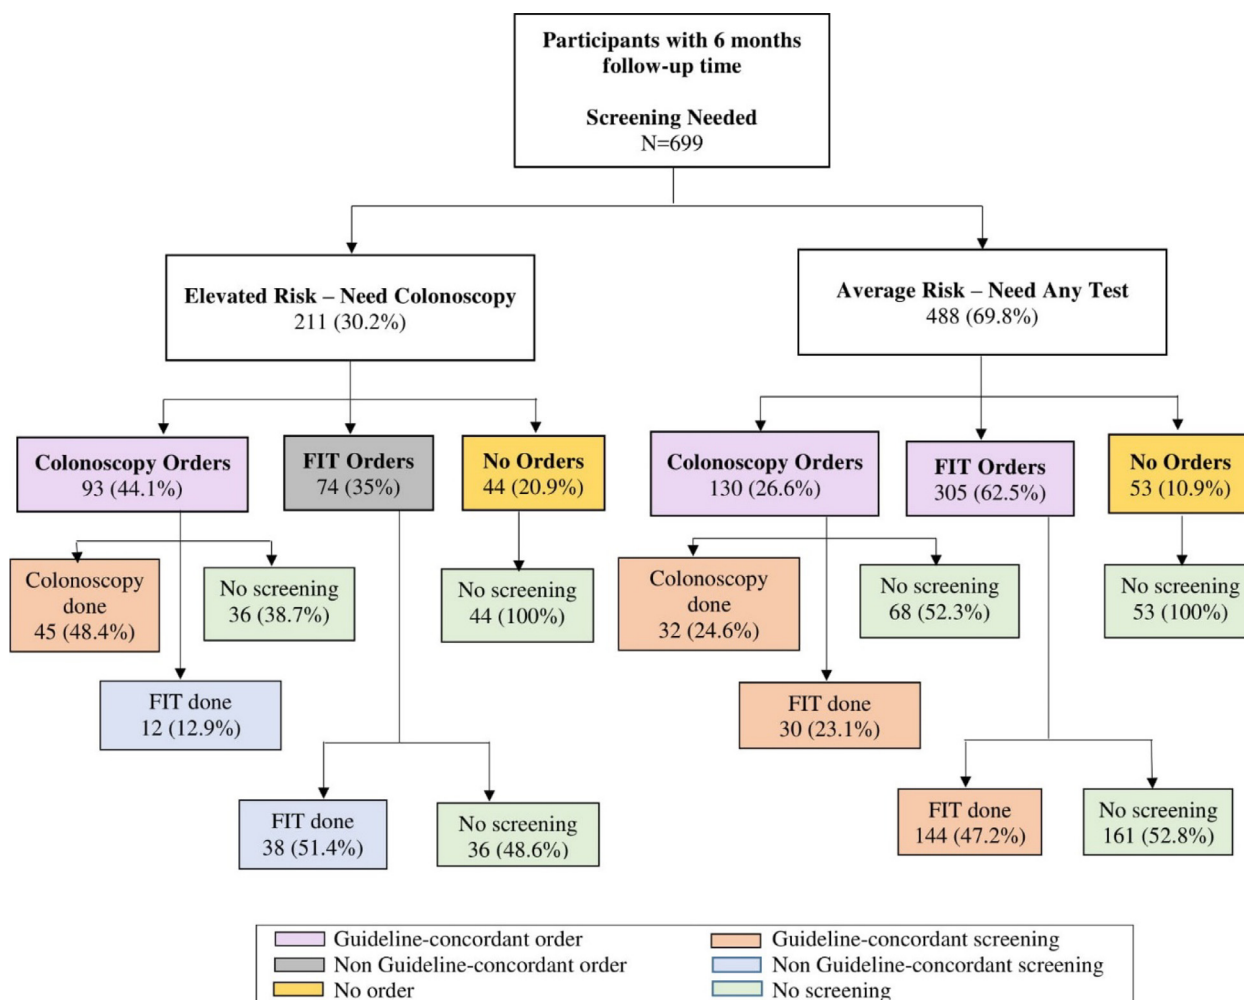 Participants with 6 months
follow-up time
Screening Needed
N=699
Elevated Risk – Need Colonoscopy
211 (30.2%)
Average Risk – Need Any Test
488 (69.8%)
Colonoscopy Orders
93 (44.1%)
FIT Orders
74 (35%)
No Orders
44 (20.9%)
Colonoscopy Orders
130 (26.6%)
FIT Orders
305 (62.5%)
No Orders
53 (10.9%)
Colonoscopy
done
45 (48.4%)
No screening
36 (38.7%)
No screening
44 (100%)
Colonoscopy
done
32 (24.6%)
No screening
68 (52.3%)
No screening
53 (100%)
FIT done
12 (12.9%)
FIT done
30 (23.1%)
FIT done
38 (51.4%)
No screening
36 (48.6%)
FIT done
144 (47.2%)
No screening
161 (52.8%)
Guideline-concordant order
Non Guideline-concordant order
No order
Guideline-concordant screening
Non Guideline-concordant screening
No screening